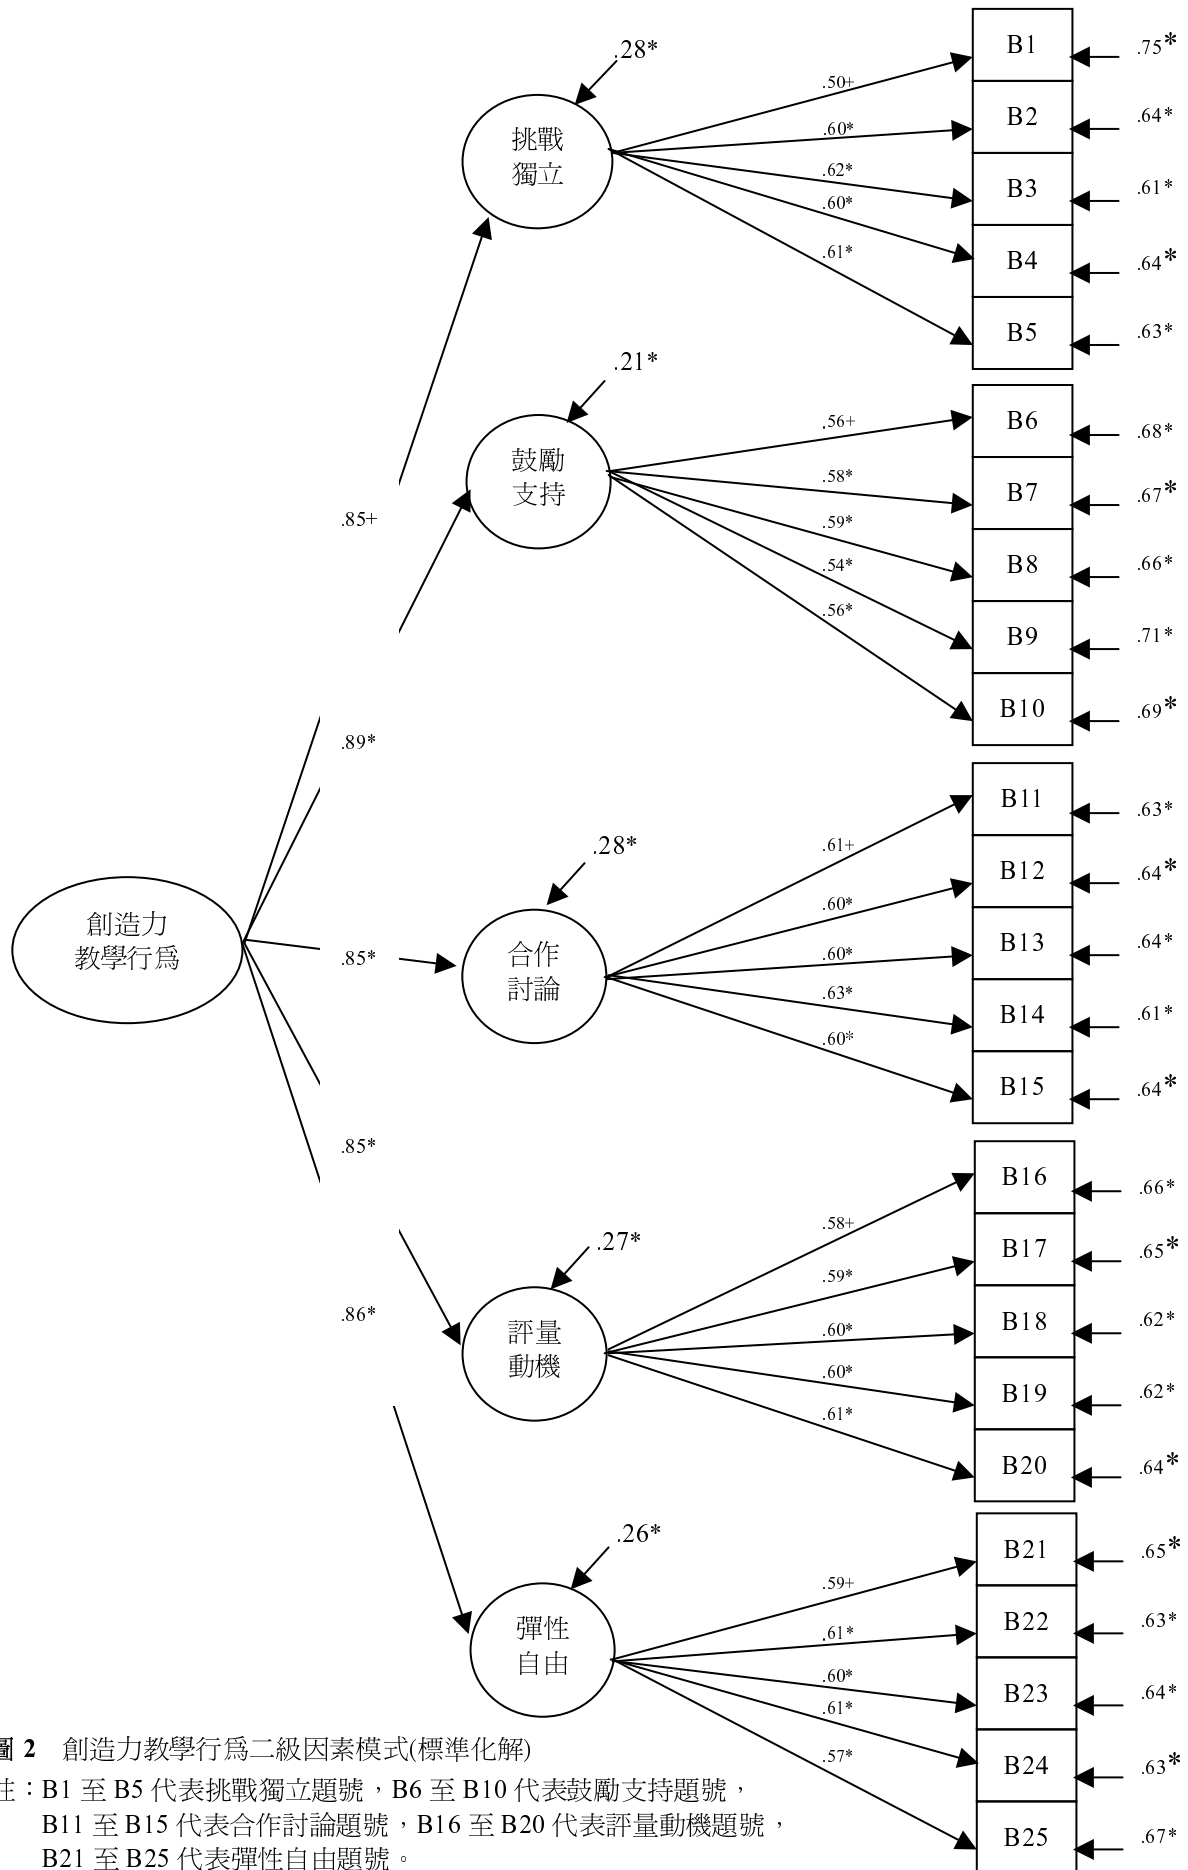 .28*
挑戰
獨立
.50+
.60*
.62*
.60*
.61*
B1
.75*
B2
.64*
B3
.61*
B4
.64*
B5
.63*
.85+
.21*
鼓勵
支持
.56+
.58*
.59*
.54*
.56*
B6
.68*
B7
.67*
B8
.66*
B9
.71*
B10
.69*
.89*
創造力
教學行為
.85*
.28*
合作
討論
.61+
.60*
.60*
.63*
.60*
B11
.63*
B12
.64*
B13
.64*
B14
.61*
B15
.64*
.85*
.27*
評量
動機
.58+
.59*
.60*
.60*
.61*
B16
.66*
B17
.65*
B18
.62*
B19
.62*
B20
.64*
.86*
.26*
彈性
自由
.59+
.61*
.60*
.61*
.57*
B21
.65*
B22
.63*
B23
.64*
B24
.63*
B25
.67*
圖 2 創造力教學行為二級因素模式(標準化解)
註：B1 至 B5 代表挑戰獨立題號，B6 至 B10 代表鼓勵支持題號，
B11 至 B15 代表合作討論題號，B16 至 B20 代表評量動機題號，
B21 至 B25 代表彈性自由題號。